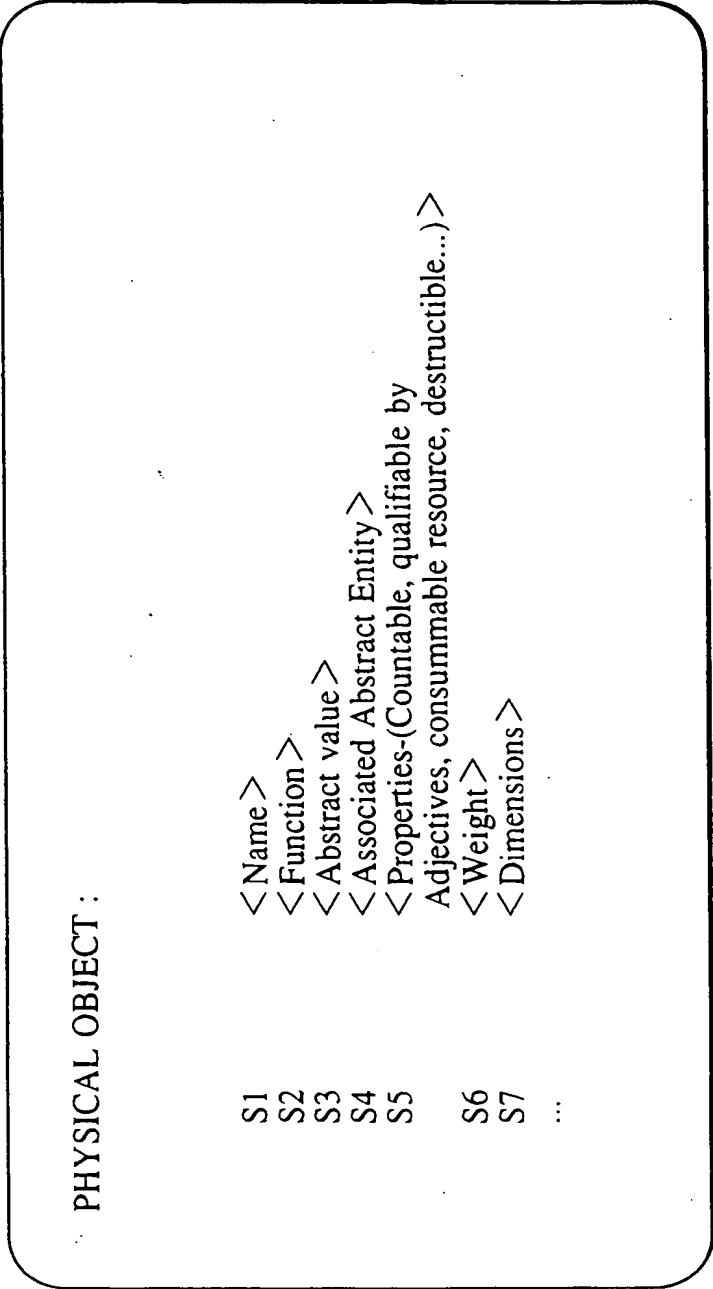 PHYSICAL OBJECT :
S1 <Name>
S2 <Function>
S3 <Abstract value>
S4 <Associated Abstract Entity>
S5 <Properties-(Countable, qualifiable by
Adjectives, consummable resource, destructible...)>
S6 <Weight>
S7 <Dimensions>
...